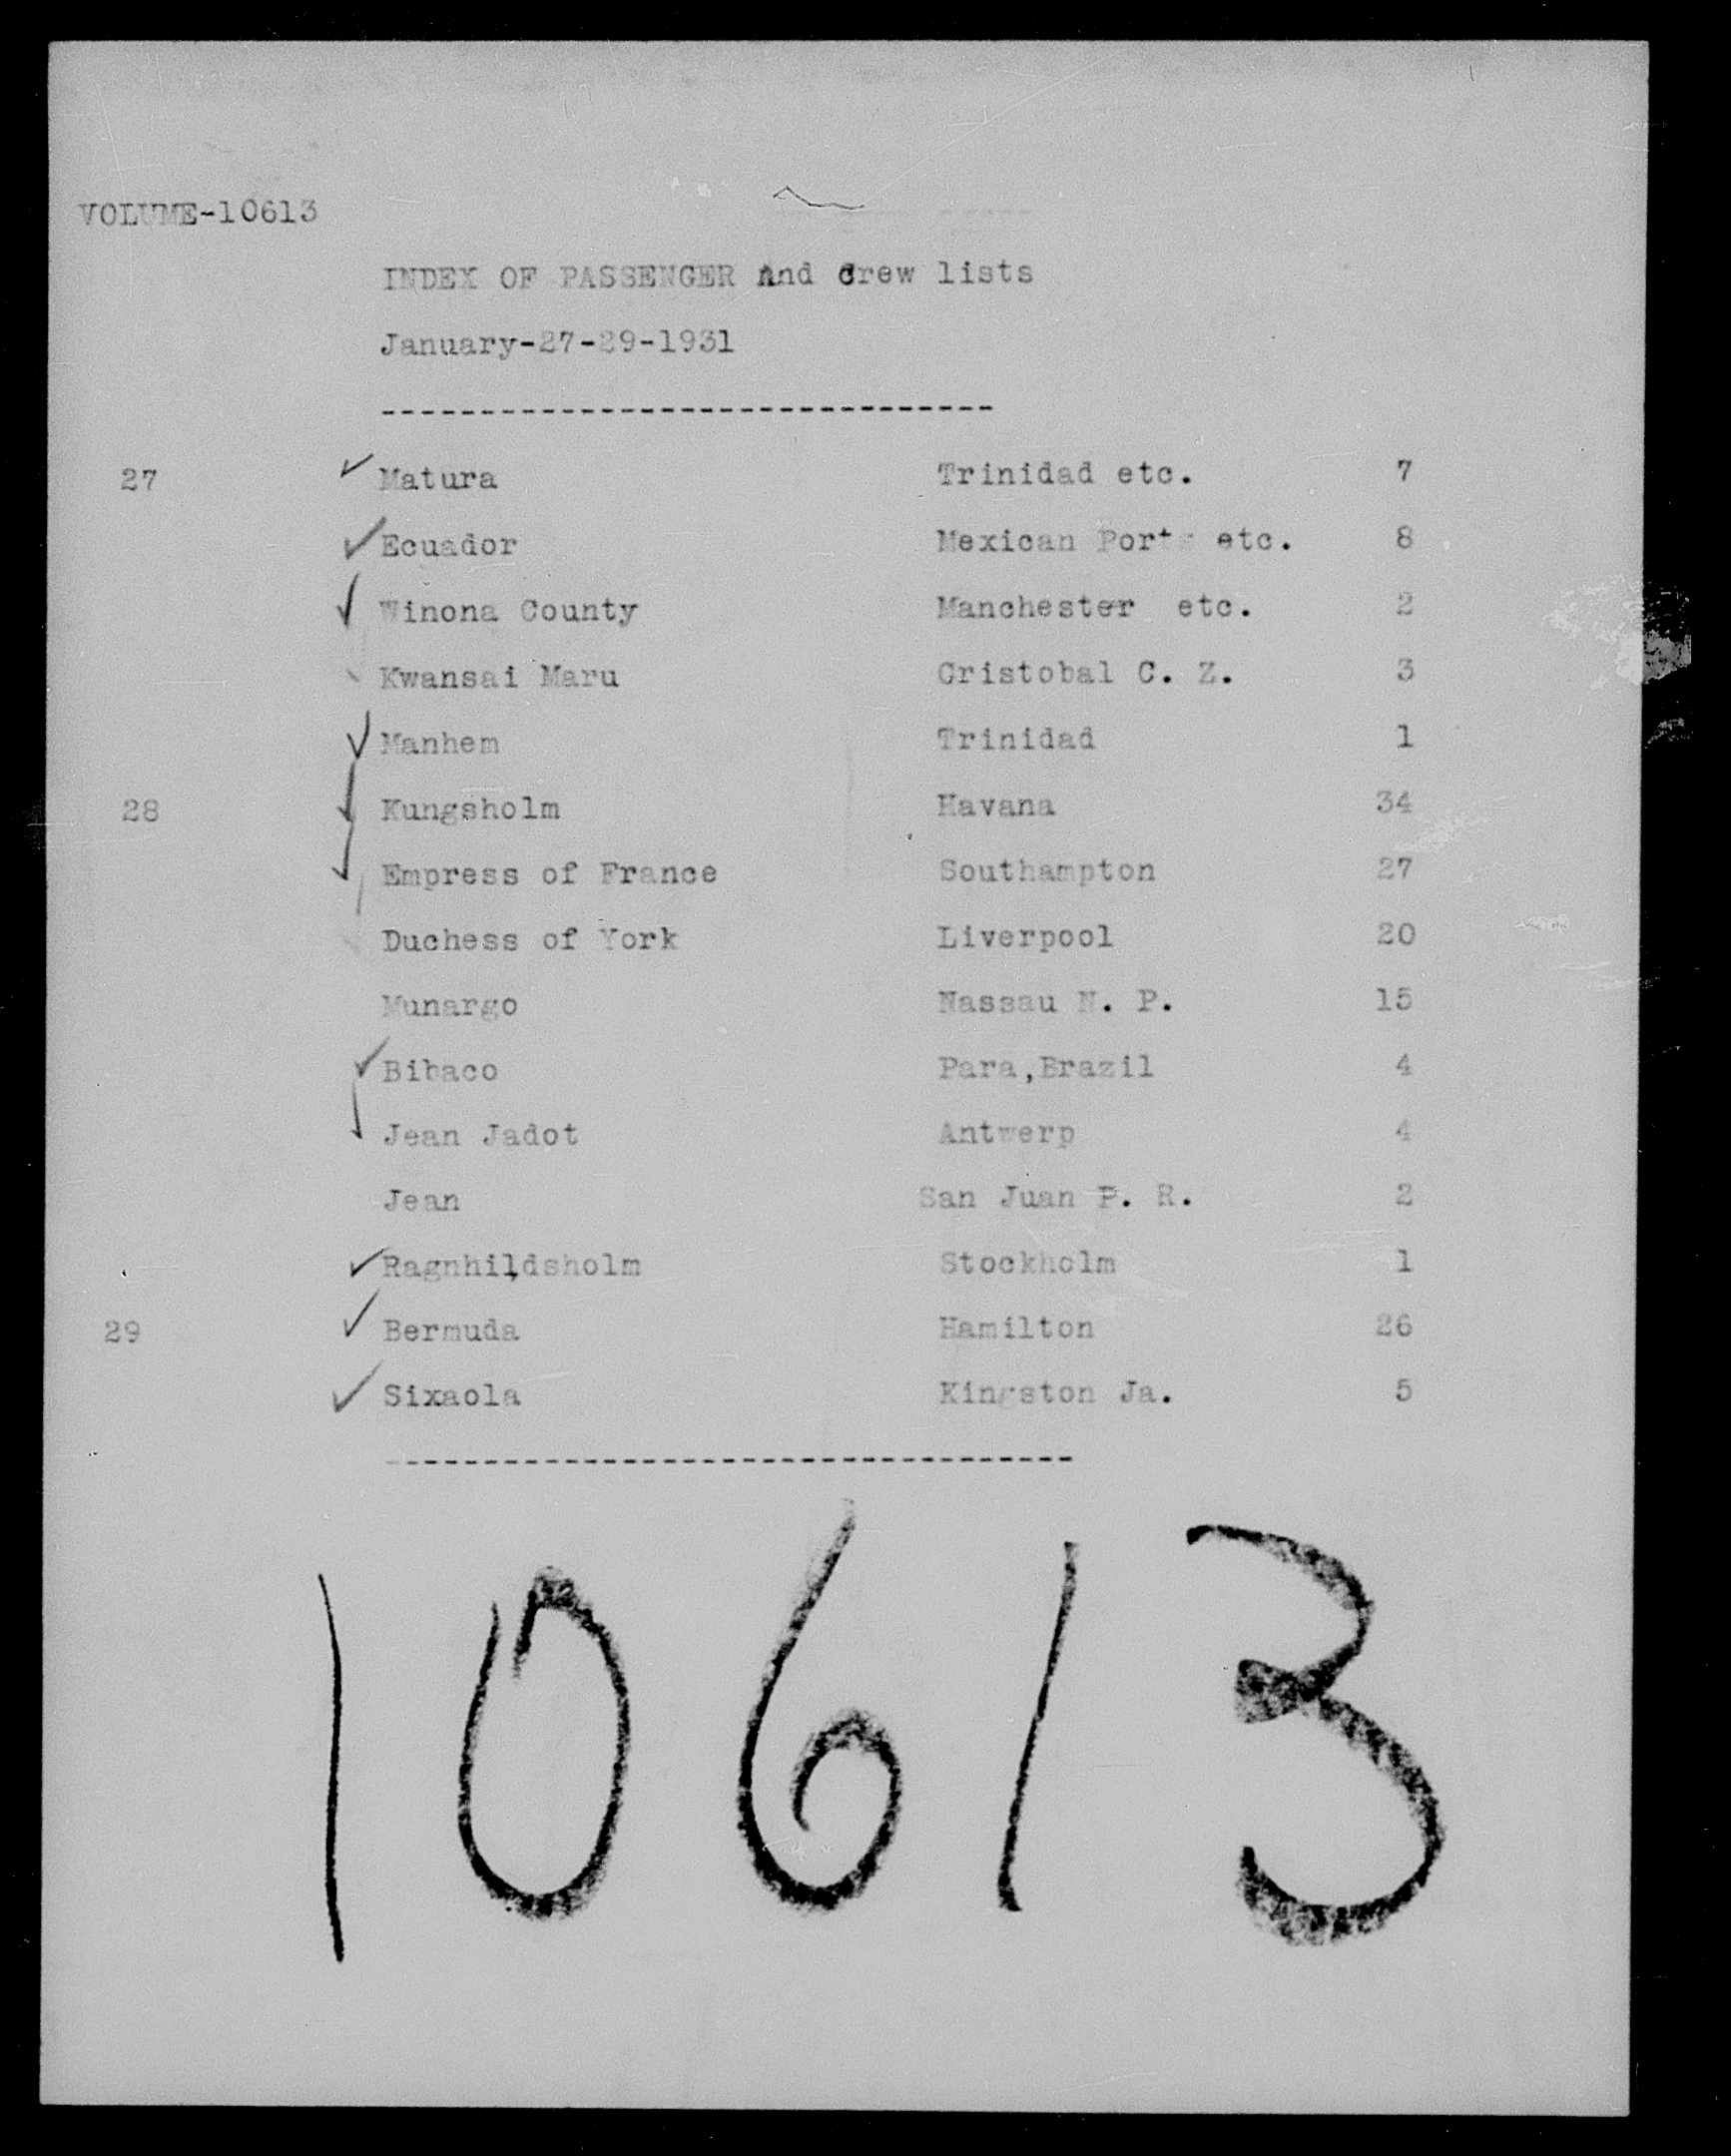 VOLUME-10613
INDEX OF PASSENGER And Crew lists
January-27-29-1931
-------------------------------
27 Matura Trinidad etc. 7
Ecuador Mexican Ports etc. 8
Winona County Manchester etc. 2
Kwansai Maru Cristobal C. Z. 3
Manhem Trinidad 1
28 Kungsholm Havana 34
Empress of France Southampton 27
Duchess of York Liverpool 20
Munargo Nassau N. P. 15
Bibaco Para,Brazil 4
Jean Jadot Antwerp 4
Jean San Juan P. R. 2
Ragnhildsholm Stockholm 1
29 Bermuda Hamilton 26
Sixaola Kingston Ja. 5
-----------------------------------
10613